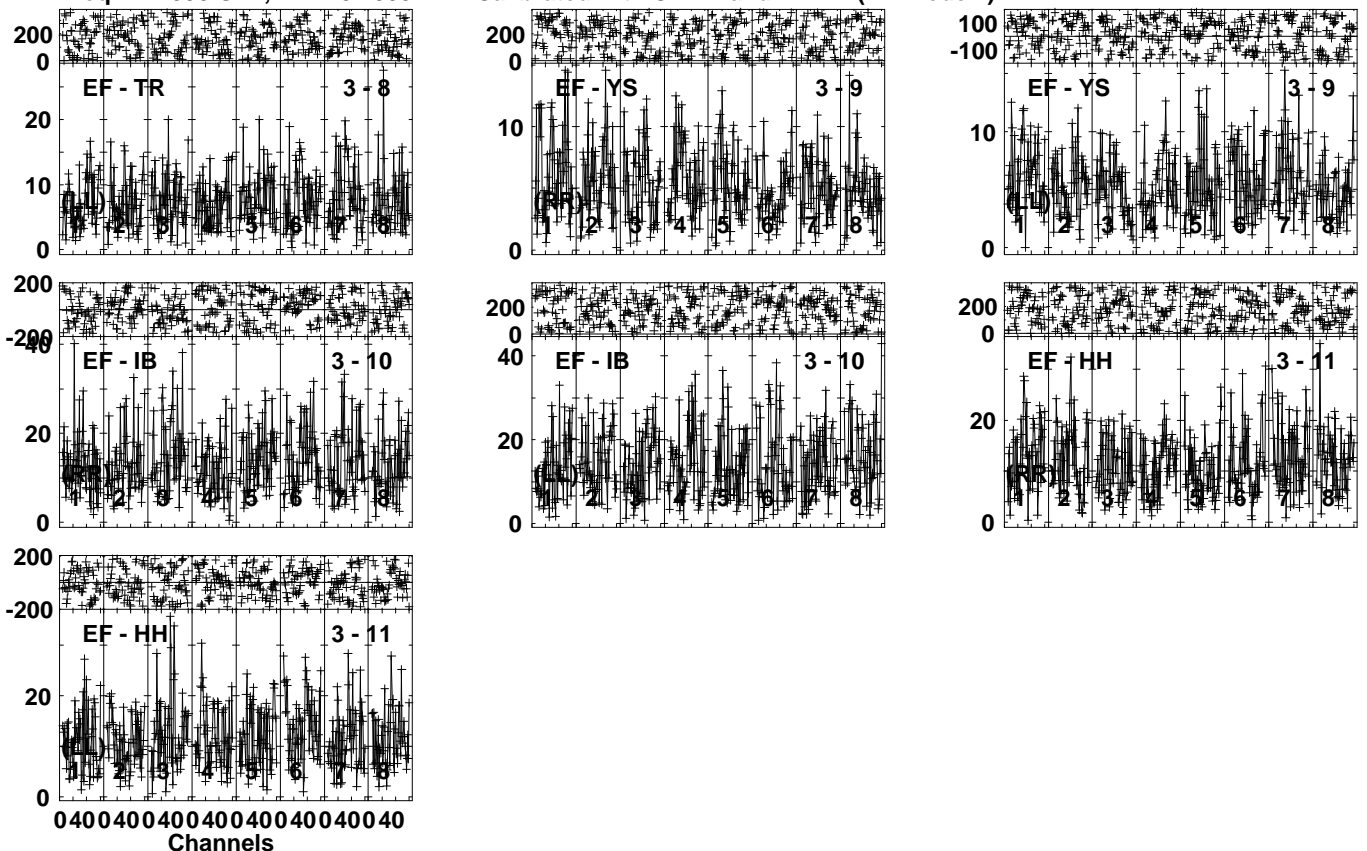 200
0
EF - TR 3 - 8
20
10
0
(LL)
2 3 4 5 6 7 8
EF - YS 3 - 9
10
0
(RR)
1 2 3 4 5 6 7 8
100
-100
EF - YS 3 - 9
10
0
(LL)
1 2 3 4 5 6 7 8
200
-200
40
EF - IB 3 - 10
20
0
(RR)
1 2 3 4 5 6 7 8
200
0
40
EF - IB 3 - 10
20
0
(LL)
1 2 3 4 5 6 7 8
200
0
EF - HH 3 - 11
20
0
(RR)
1 2 3 4 5 6 7 8
200
-200
EF - HH 3 - 11
20
0
(LL)
1 2 3 4 5 6 7 8
0 40 0 40 0 40 0 40 0 40 0 40 0 40 0 40
Channels